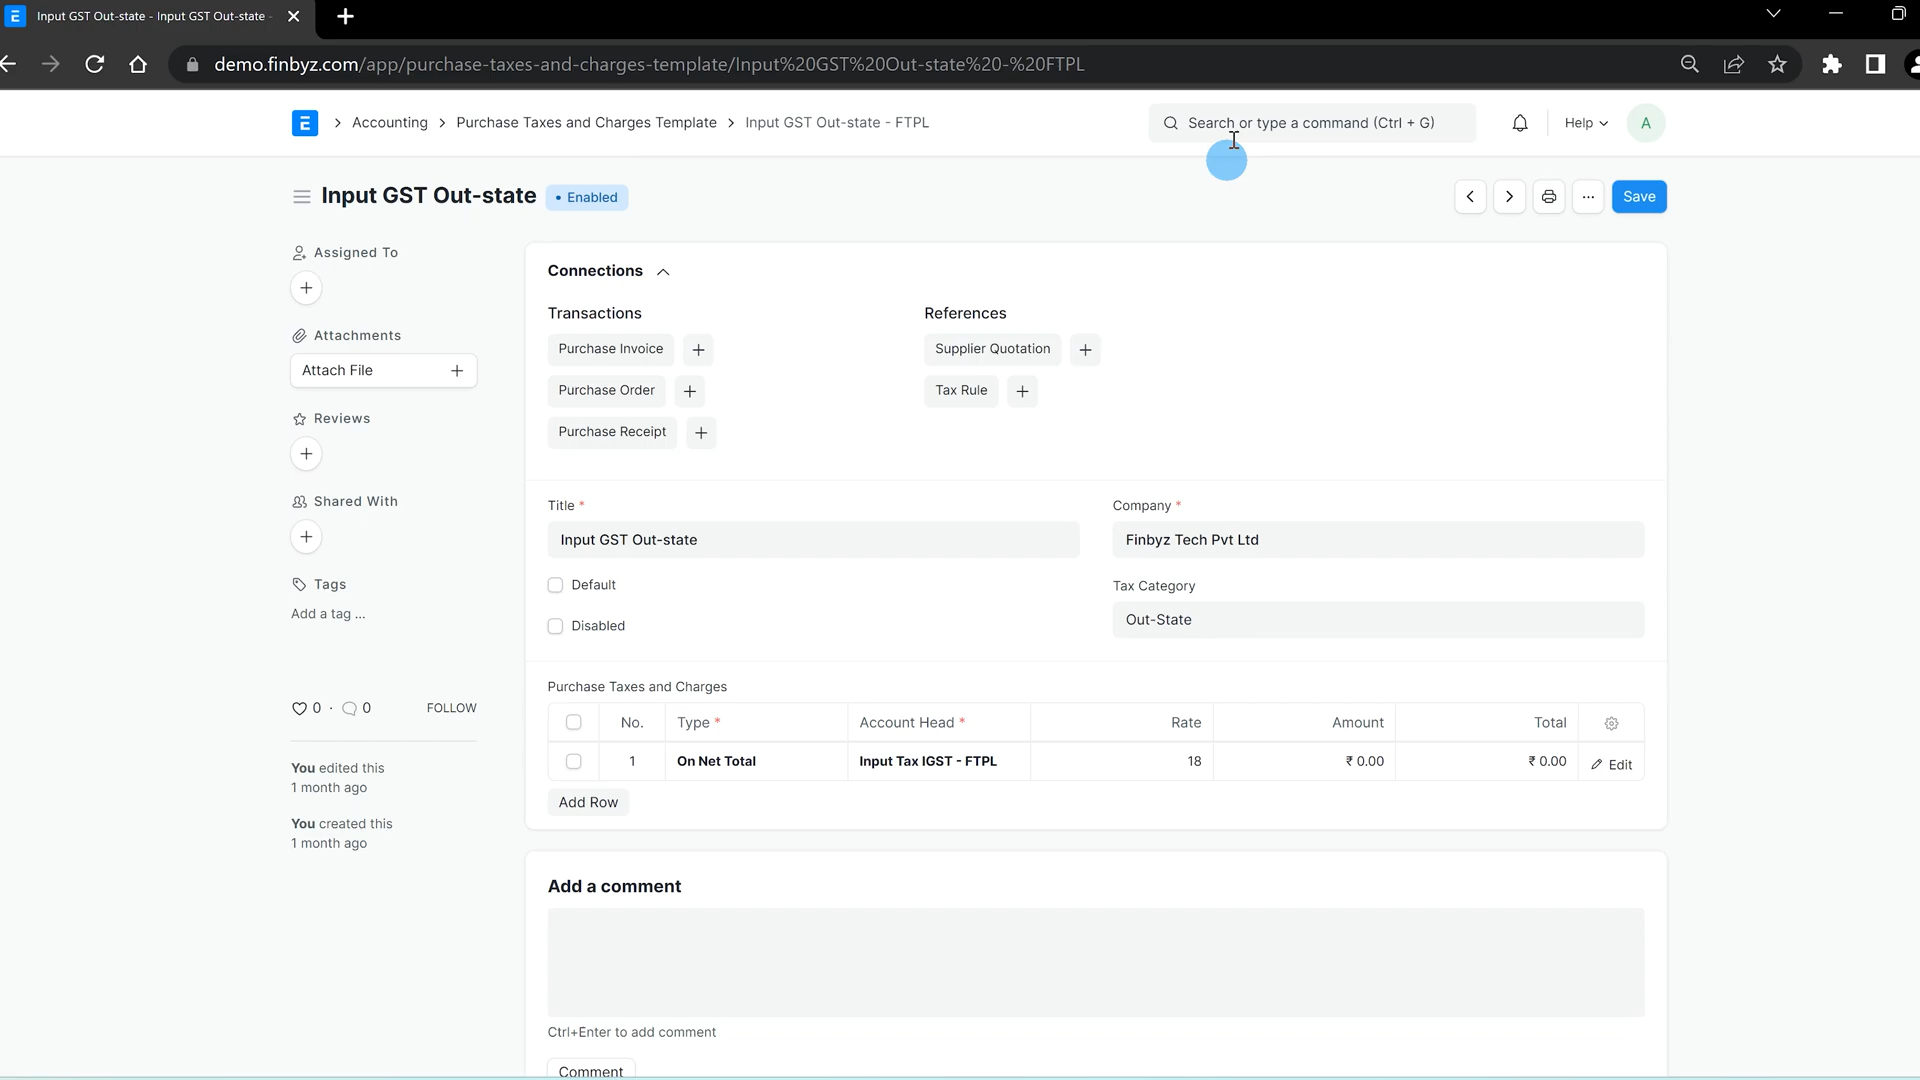 Input GST Out-state - Input GST Out-state -
demo.finbyz.com/app/purchase-taxes-and-charges-template/Input%20GST%20Out-state%20-%20FTPL
E > Accounting > Purchase Taxes and Charges Template > Input GST Out-state - FTPL
Search or type a command (Ctrl + G)
Help
A
Input GST Out-state
Enabled
Save
Assigned To
Attachments
Attach File
Reviews
Shared With
Tags
Add a tag ...
0 · 0 FOLLOW
You edited this
1 month ago
You created this
1 month ago
Connections
Transactions
References
Purchase Invoice
Supplier Quotation
Purchase Order
Tax Rule
Purchase Receipt
Title *
Company *
Input GST Out-state
Finbyz Tech Pvt Ltd
Default
Tax Category
Disabled
Out-State
Purchase Taxes and Charges
No. Type * Account Head * Rate Amount Total
1 On Net Total Input Tax IGST - FTPL 18 ₹ 0.00 ₹ 0.00 Edit
Add Row
Add a comment
Ctrl+Enter to add comment
Comment